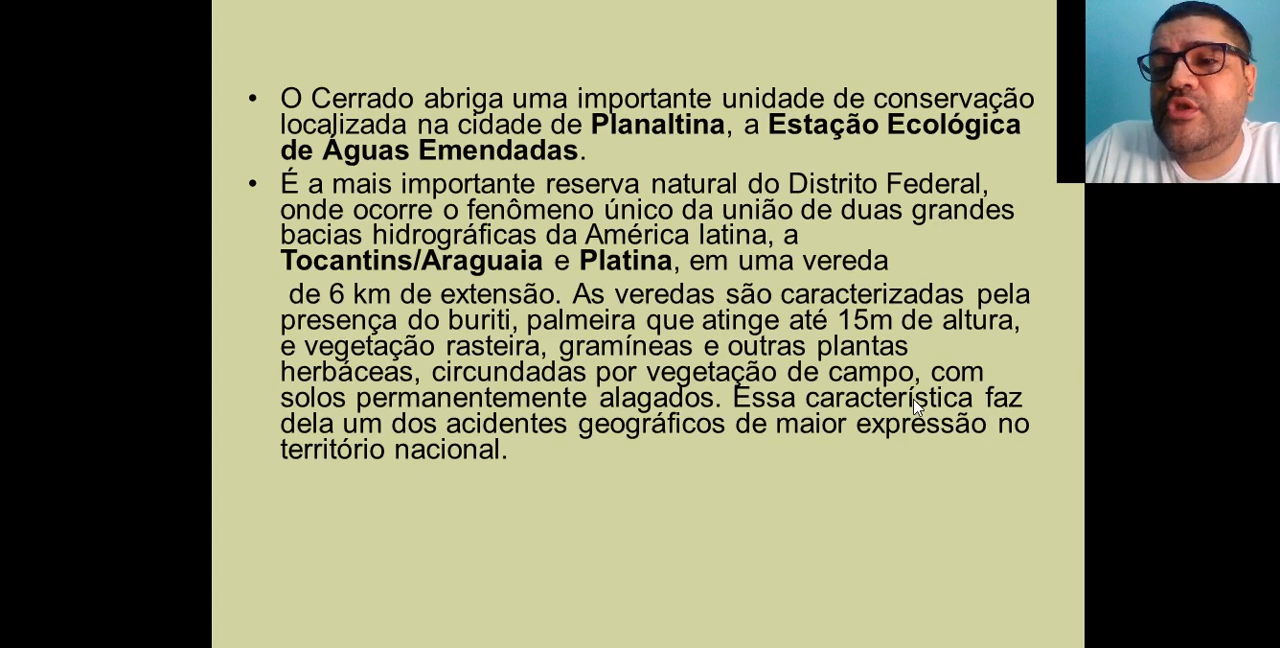 • O Cerrado abriga uma importante unidade de conservação
localizada na cidade de Planaltina, a Estação Ecológica
de Águas Emendadas.
• É a mais importante reserva natural do Distrito Federal,
onde ocorre o fenômeno único da união de duas grandes
bacias hidrográficas da América latina, a
Tocantins/Araguaia e Platina, em uma vereda
de 6 km de extensão. As veredas são caracterizadas pela
presença do buriti, palmeira que atinge até 15m de altura,
e vegetação rasteira, gramíneas e outras plantas
herbáceas, circundadas por vegetação de campo, com
solos permanentemente alagados. Essa característica faz
dela um dos acidentes geográficos de maior expressão no
território nacional.